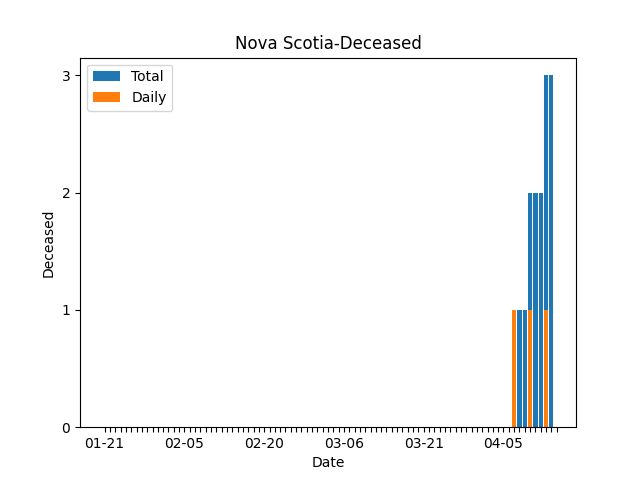 Nova Scotia-Deceased
Total
Daily
3
2
1
0
Deceased
01-21
02-05
02-20
03-06
03-21
04-05
Date